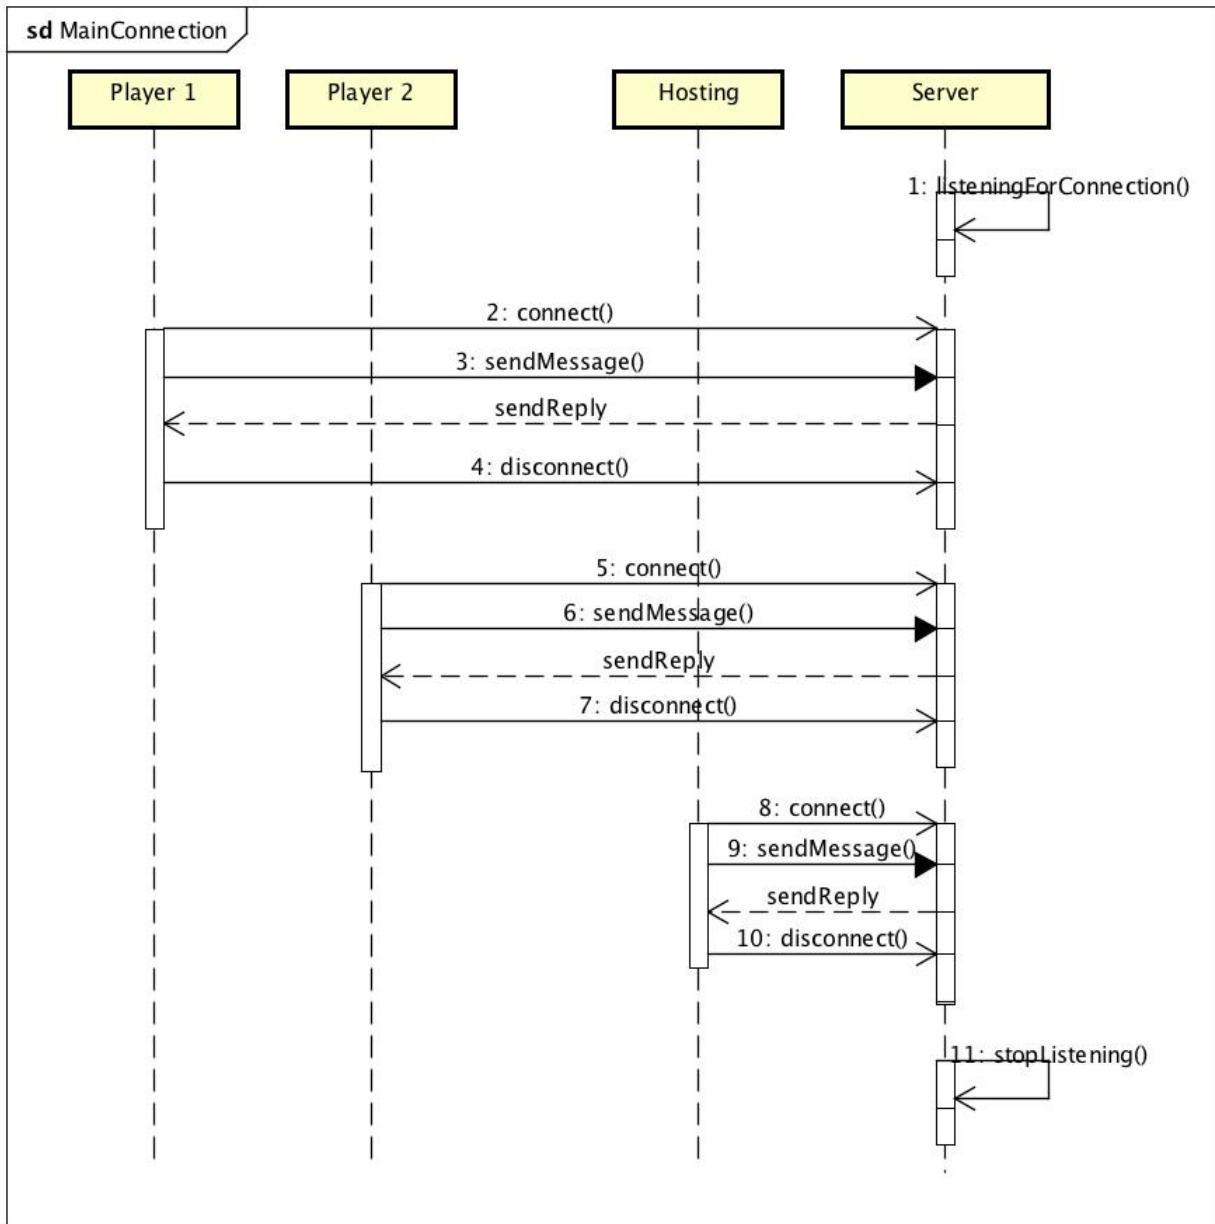 sd MainConnection
Player 1
Player 2
Hosting
Server
1: listeningForConnection()
2: connect()
3: sendMessage()
sendReply
4: disconnect()
5: connect()
6: sendMessage()
sendReply
7: disconnect()
8: connect()
9: sendMessage()
sendReply
10: disconnect()
11: stopListening()